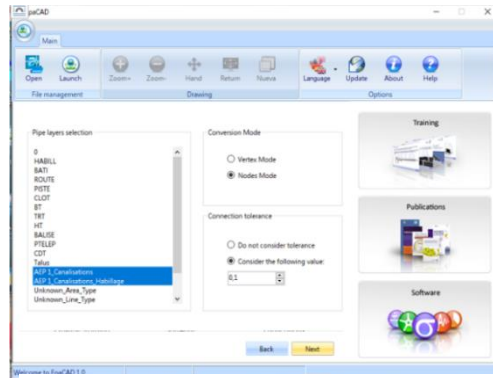 paCAD
Main
Open
Launch
Zoom+
Zoom-
Hand
Return
Nueva
Language
Update
About
Help
File management
Drawing
Options
Pipe layers selection
0
HABILL
BATI
ROUTE
PISTE
CLOT
BT
TRT
HT
BALISE
PTELEP
CDT
Talus
AEP 1_Canalisations
AEP 1_Canalisations_Habillage
Unknown_Area_Type
Unknown_Line_Type
Conversion Mode
Vertex Mode
Nodes Mode
Connection tolerance
Do not consider tolerance
Consider the following value:
0,1
Training
Publications
Software
Back
Next
Welcome to EpaCAD 1.0